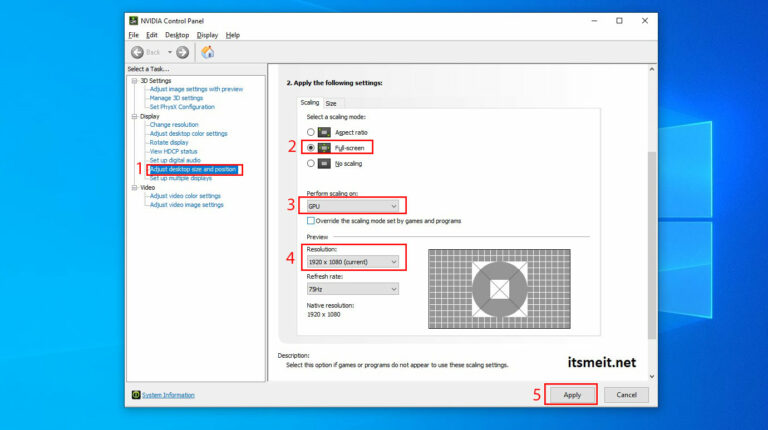 NVIDIA Control Panel
File Edit Desktop Display Help
Back
Select a Task...
3D Settings
Adjust image settings with preview
Manage 3D settings
Set PhysX Configuration
Display
Change resolution
Adjust desktop color settings
Rotate display
View HDCP status
Set up digital audio
1 Adjust desktop size and position
Set up multiple displays
Video
Adjust video color settings
Adjust video image settings
System Information
2. Apply the following settings:
Scaling Size
Select a scaling mode:
Aspect ratio
2 Full-screen
No scaling
Perform scaling on:
3 GPU
Override the scaling mode set by games and programs
Preview
Resolution:
4 1920 x 1080 (current)
Refresh rate:
75Hz
Native resolution:
1920 x 1080
Description:
Select this option if games or programs do not appear to use these scaling settings.
itsmeit.net
5 Apply Cancel